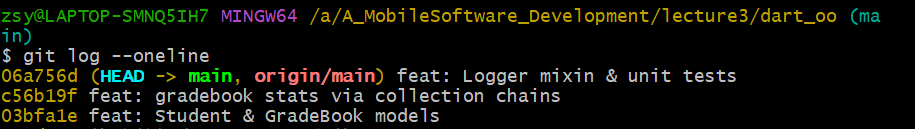 zsy@LAPTOP-SMNQ5IH7 MINGW64 /a/A_MobileSoftware_Development/lecture3/dart_oo (ma
in)
$ git log --oneline
06a756d (HEAD -> main, origin/main) feat: Logger mixin & unit tests
c56b19f feat: gradebook stats via collection chains
03bfa1e feat: Student & GradeBook models